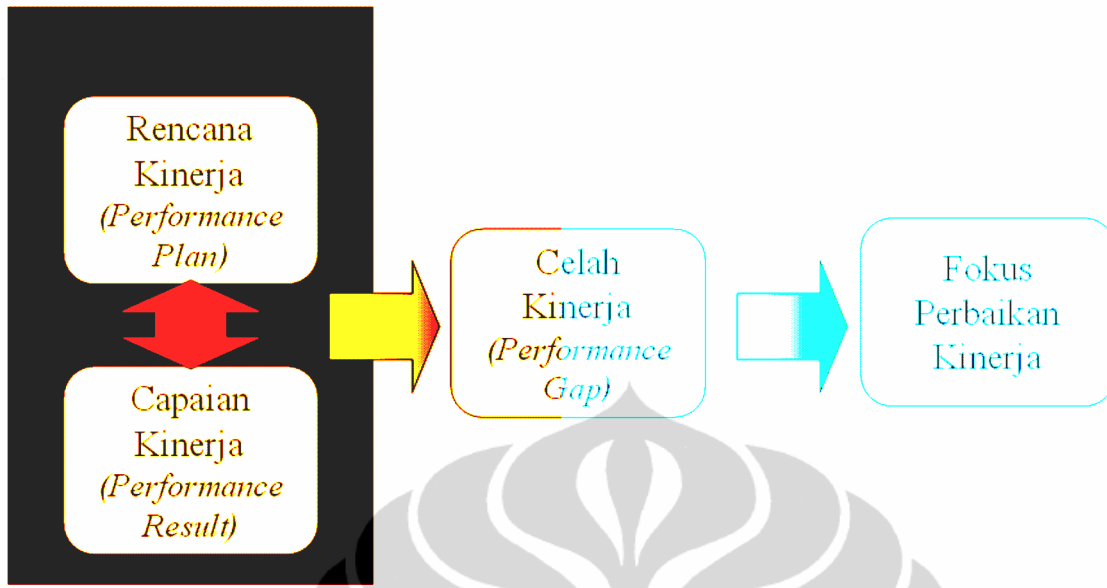 Rencana
Kinerja
(Performance
Plan)
Capaian
Kinerja
(Performance
Result)
Celah
Kinerja
(Performance
Gap)
Fokus
Perbaikan
Kinerja